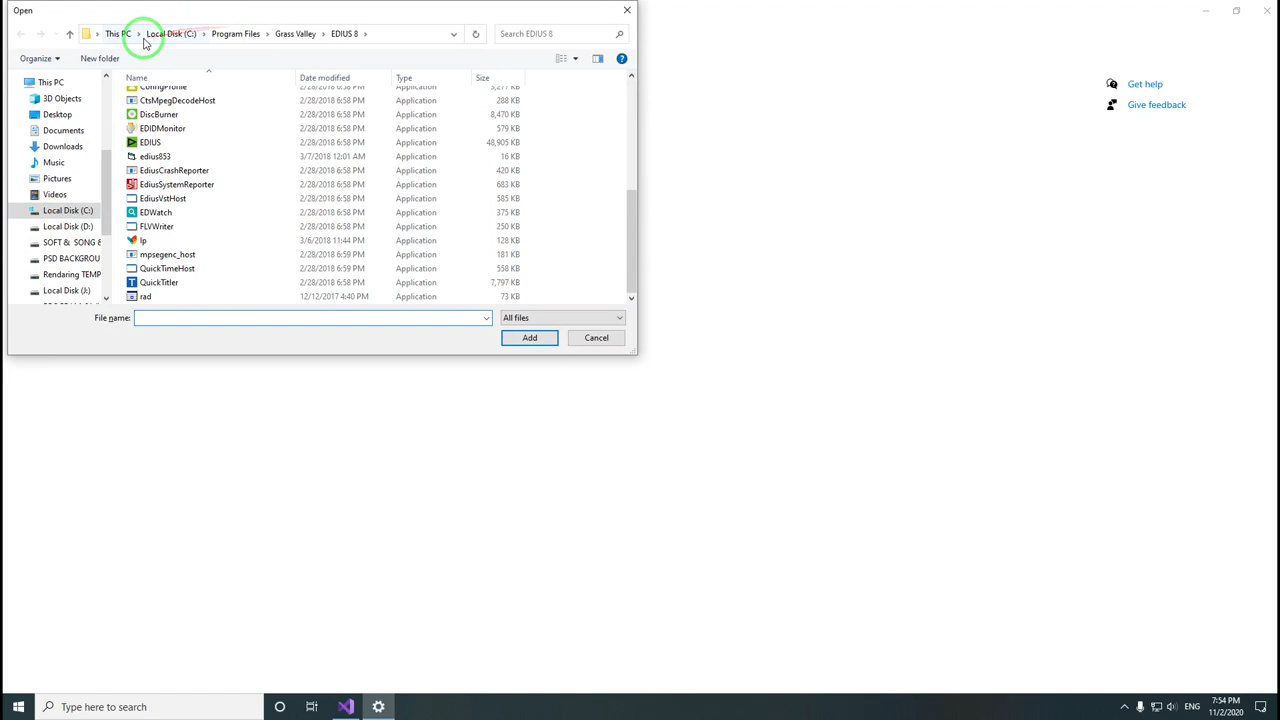 Open
This PC > Local Disk (C:) > Program Files > Grass Valley > EDIUS 8 >
Search EDIUS 8
Organize
New folder
Name Date modified Type Size
ConfigProfile 2/28/2018 6:58 PM Application 3,277 KB
CtsMpegDecodeHost 2/28/2018 6:58 PM Application 288 KB
DiscBurner 2/28/2018 6:58 PM Application 8,470 KB
EDIDMonitor 2/28/2018 6:58 PM Application 579 KB
EDIUS 2/28/2018 6:58 PM Application 48,905 KB
edius853 3/7/2018 12:01 AM Application 16 KB
EdiusCrashReporter 2/28/2018 6:58 PM Application 420 KB
EdiusSystemReporter 2/28/2018 6:58 PM Application 683 KB
EdiusVstHost 2/28/2018 6:58 PM Application 585 KB
EDWatch 2/28/2018 6:58 PM Application 375 KB
FLVWriter 2/28/2018 6:58 PM Application 250 KB
lp 3/6/2018 11:44 PM Application 128 KB
mpsegenc_host 2/28/2018 6:59 PM Application 181 KB
QuickTimeHost 2/28/2018 6:59 PM Application 558 KB
QuickTitler 2/28/2018 6:58 PM Application 7,797 KB
rad 12/12/2017 4:40 PM Application 73 KB
This PC
3D Objects
Desktop
Documents
Downloads
Music
Pictures
Videos
Local Disk (C:)
Local Disk (D:)
SOFT & SONG &
PSD BACKGROU
Rendaring TEMP
Local Disk (J:)
File name:
All files
Add
Cancel
Get help
Give feedback
Type here to search
ENG
7:54 PM
11/2/2020